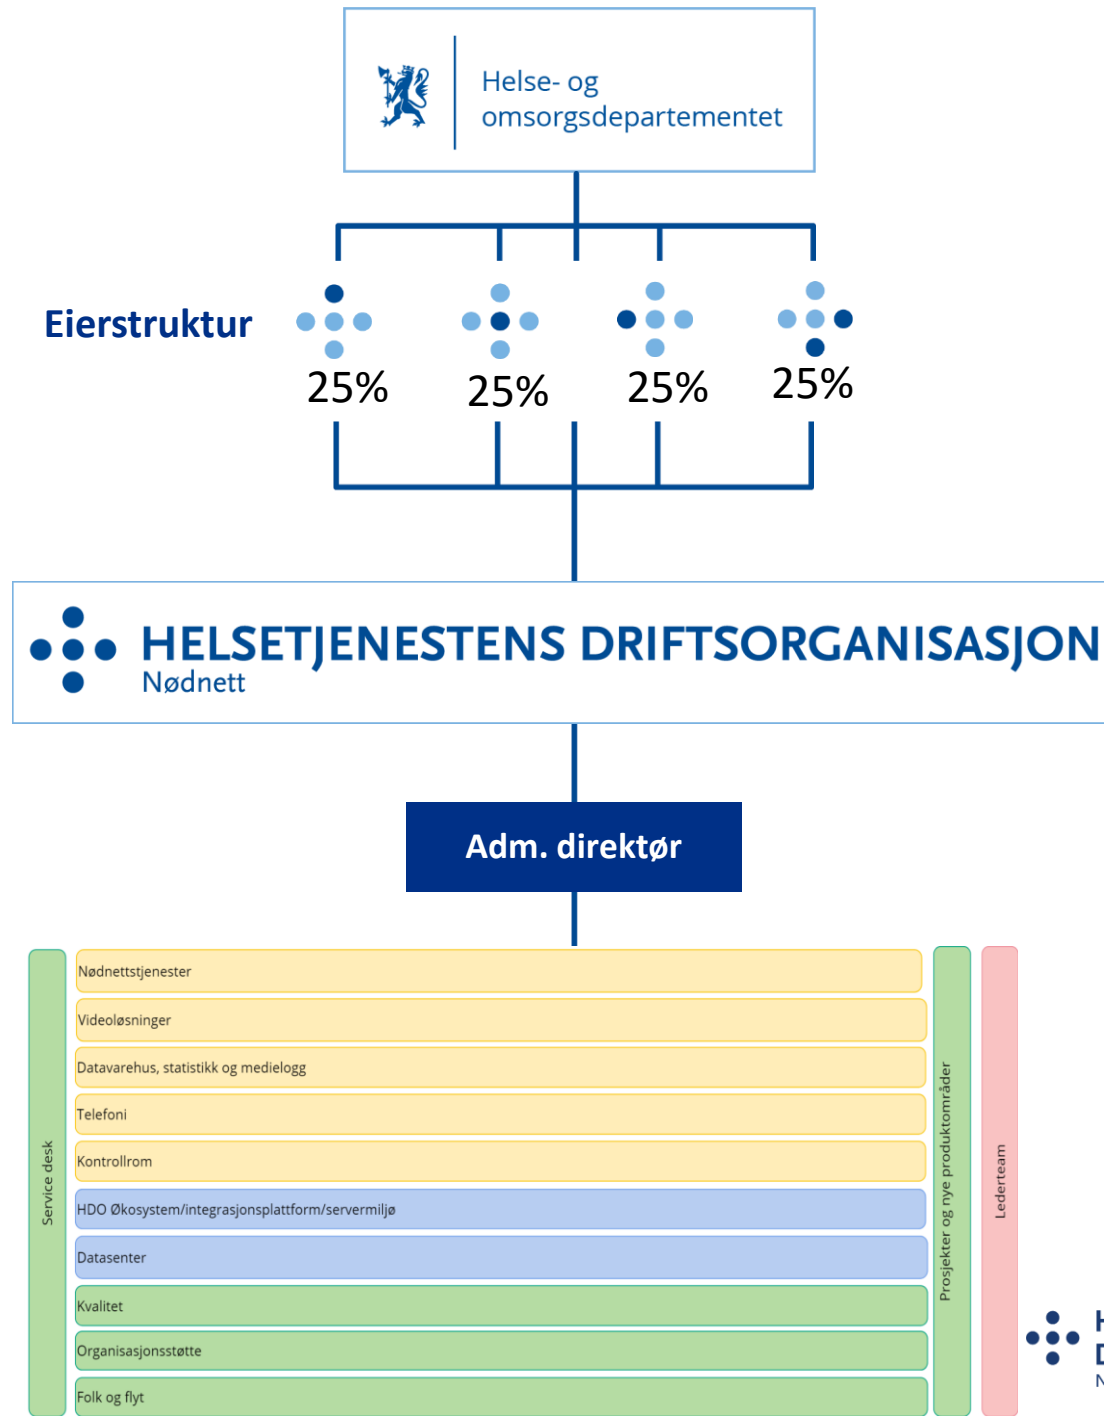 Helse- og
omsorgsdepartementet
Eierstruktur
25%
25%
25%
25%
HELSETJENESTENS DRIFTSORGANISASJON
Nødnett
Adm. direktør
Service desk
Nødnettstjenester
Videoløsninger
Datavarehus, statistikk og medielogg
Telefoni
Kontrollrom
HDO Økosystem/integrasjonsplattform/servermiljø
Datasenter
Kvalitet
Organisasjonsstøtte
Folk og flyt
Prosjekter og nye produktområder
Lederteam